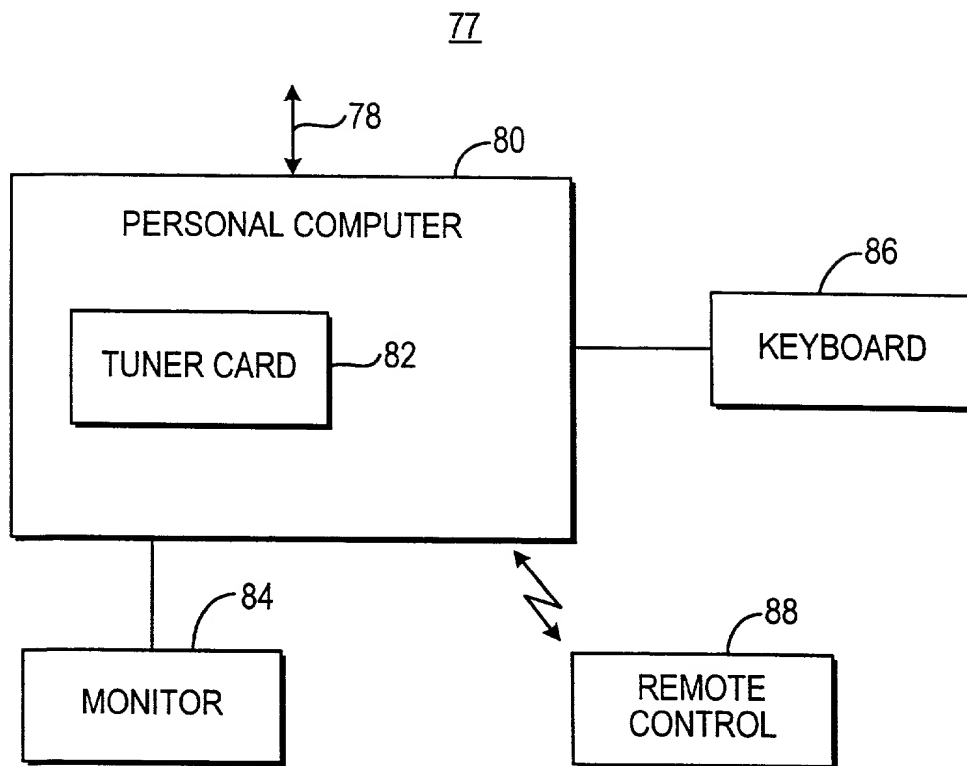 77
78
80
PERSONAL COMPUTER
86
KEYBOARD
TUNER CARD
82
84
MONITOR
88
REMOTE
CONTROL